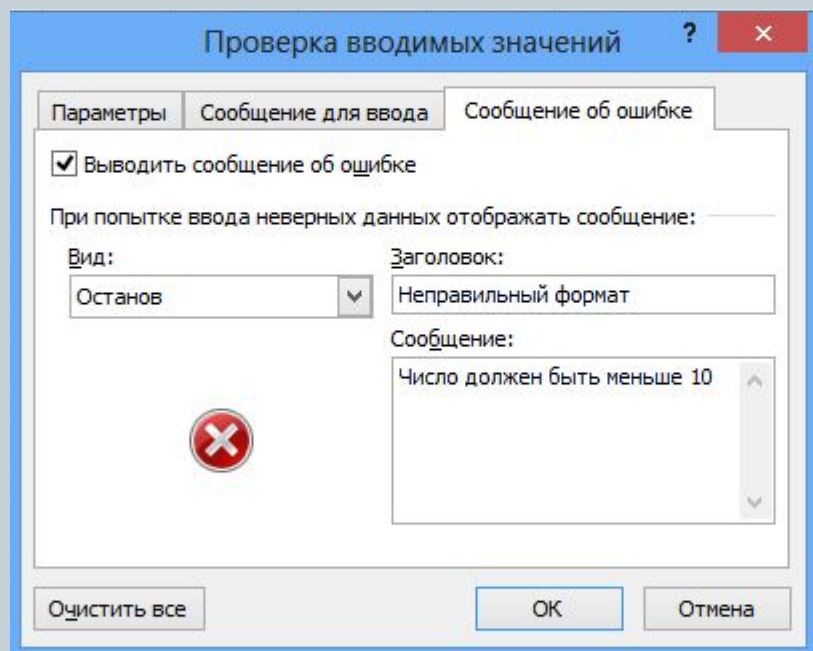 Проверка вводимых значений
?
Параметры
Сообщение для ввода
Сообщение об ошибке
Выводить сообщение об ошибке
При попытке ввода неверных данных отображать сообщение:
Вид:
Заголовок:
Останов
Неправильный формат
Сообщение:
Число должен быть меньше 10
Очистить все
ОК
Отмена